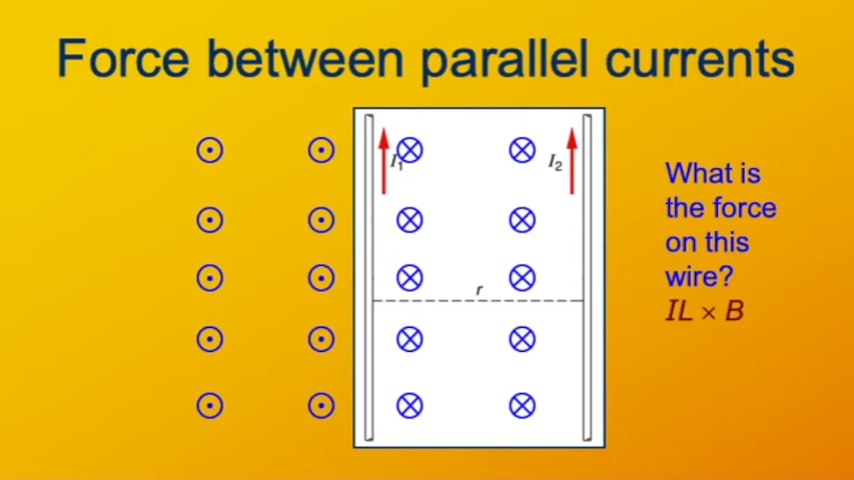 Force between parallel currents
I₁
I₂
r
What is
the force
on this
wire?
IL × B